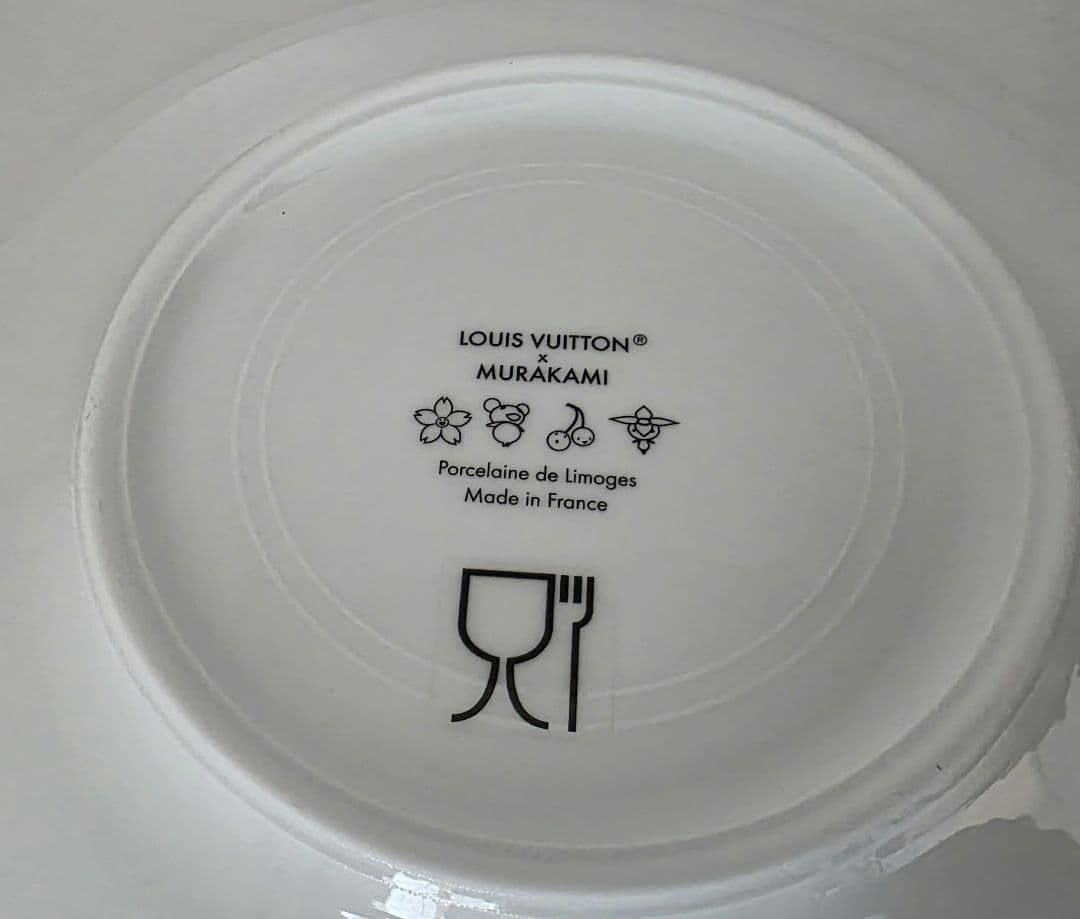 LOUIS VUITTON®
x
MURAKAMI
Porcelaine de Limoges
Made in France